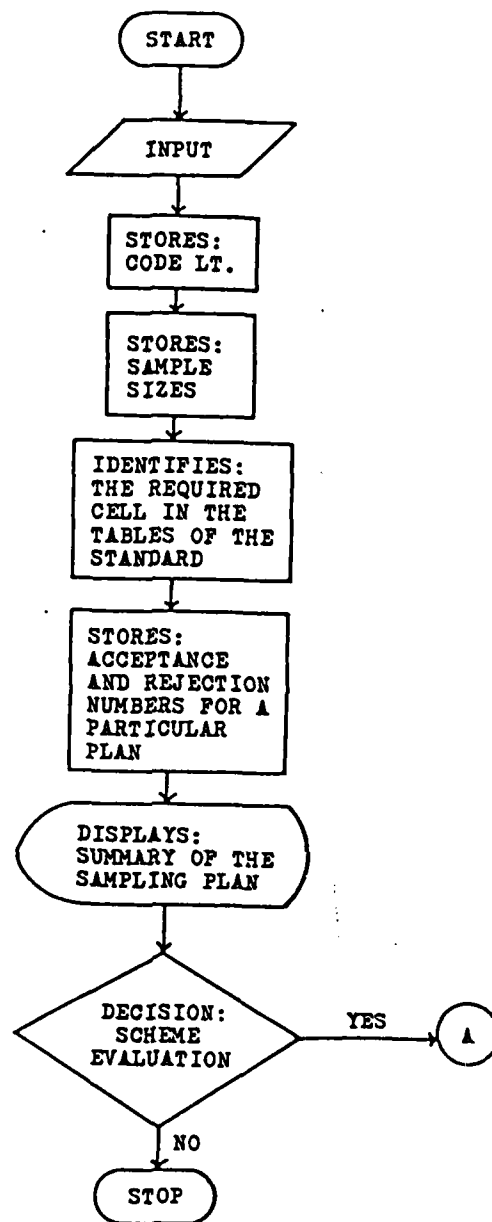 START
INPUT
STORES:
CODE LT.
STORES:
SAMPLE
SIZES
IDENTIFIES:
THE REQUIRED
CELL IN THE
TABLES OF THE
STANDARD
STORES:
ACCEPTANCE
AND REJECTION
NUMBERS FOR A
PARTICULAR
PLAN
DISPLAYS:
SUMMARY OF THE
SAMPLING PLAN
DECISION:
SCHEME
EVALUATION
YES
A
NO
STOP